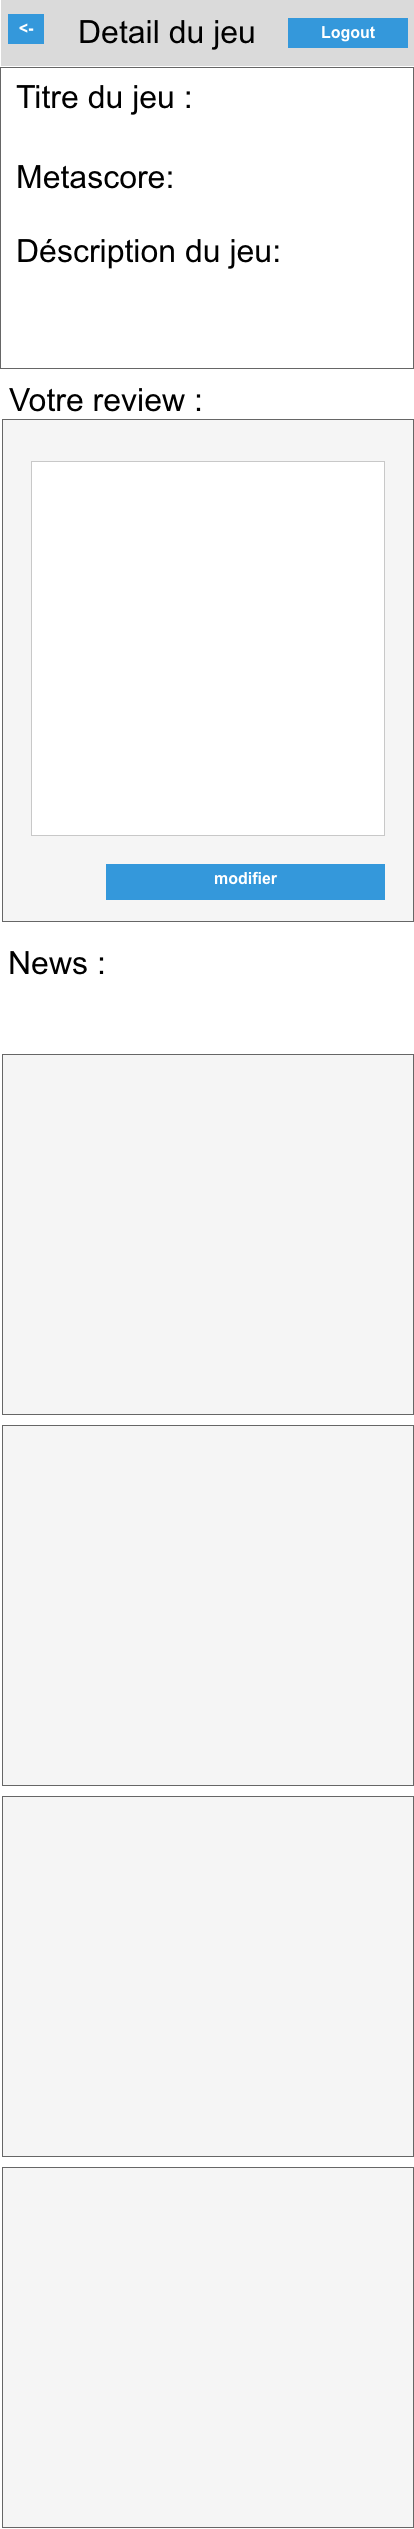 <-
Detail du jeu
Logout
Titre du jeu :
Metascore:
Déscription du jeu:
Votre review :
modifier
News :